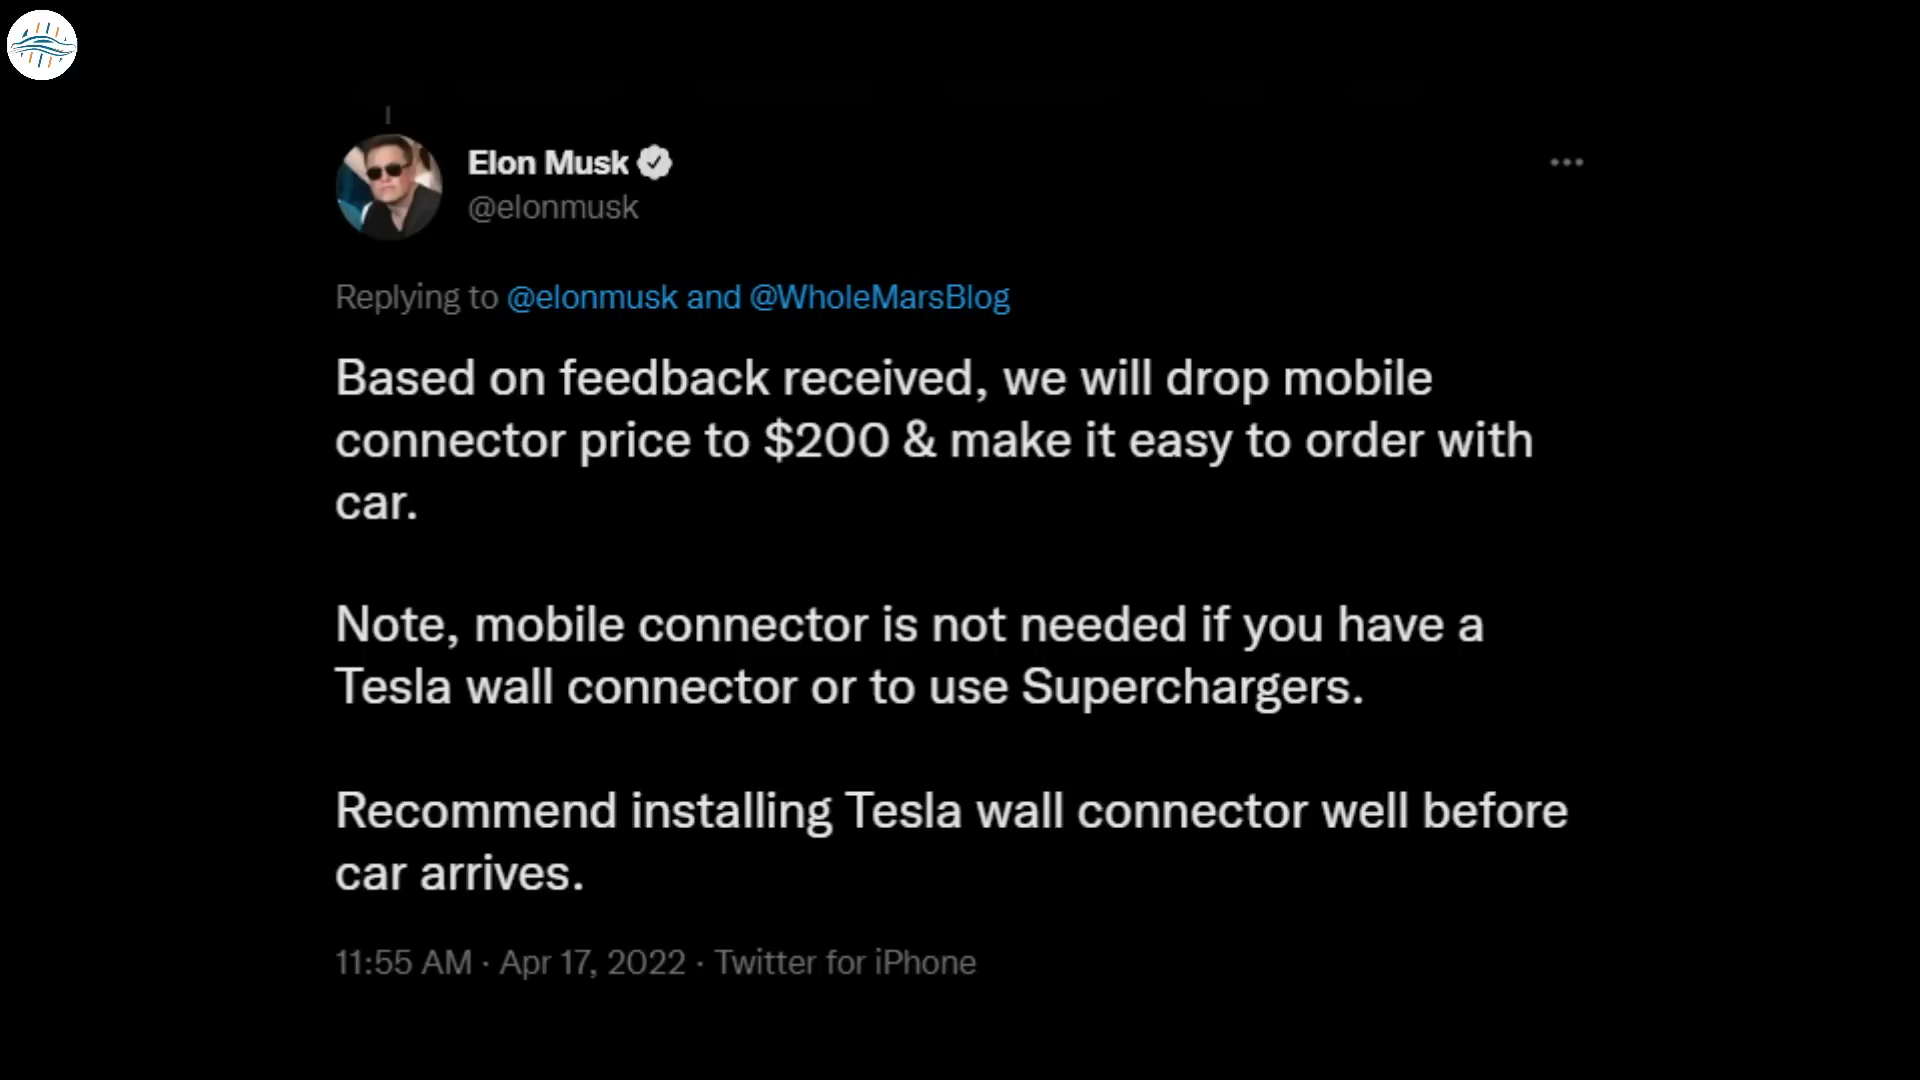 Elon Musk
@elonmusk
Replying to @elonmusk and @WholeMarsBlog
Based on feedback received, we will drop mobile
connector price to $200 & make it easy to order with
car.
Note, mobile connector is not needed if you have a
Tesla wall connector or to use Superchargers.
Recommend installing Tesla wall connector well before
car arrives.
11:55 AM · Apr 17, 2022 · Twitter for iPhone